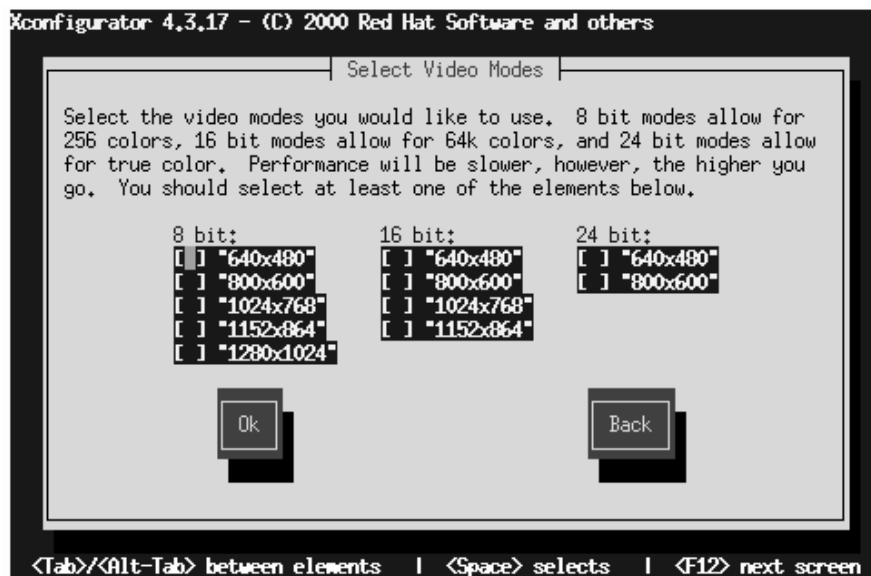 Xconfigurator 4.3.17 - (C) 2000 Red Hat Software and others
Select Video Modes
Select the video modes you would like to use.  8 bit modes allow for
256 colors, 16 bit modes allow for 64k colors, and 24 bit modes allow
for true color.  Performance will be slower, however, the higher you
go.  You should select at least one of the elements below.
8 bit: 16 bit: 24 bit:
[ ] "640x480" [ ] "640x480" [ ] "640x480"
[ ] "800x600" [ ] "800x600" [ ] "800x600"
[ ] "1024x768" [ ] "1024x768"
[ ] "1152x864" [ ] "1152x864"
[ ] "1280x1024"
Ok Back
<Tab>/<Alt-Tab> between elements | <Space> selects | <F12> next screen